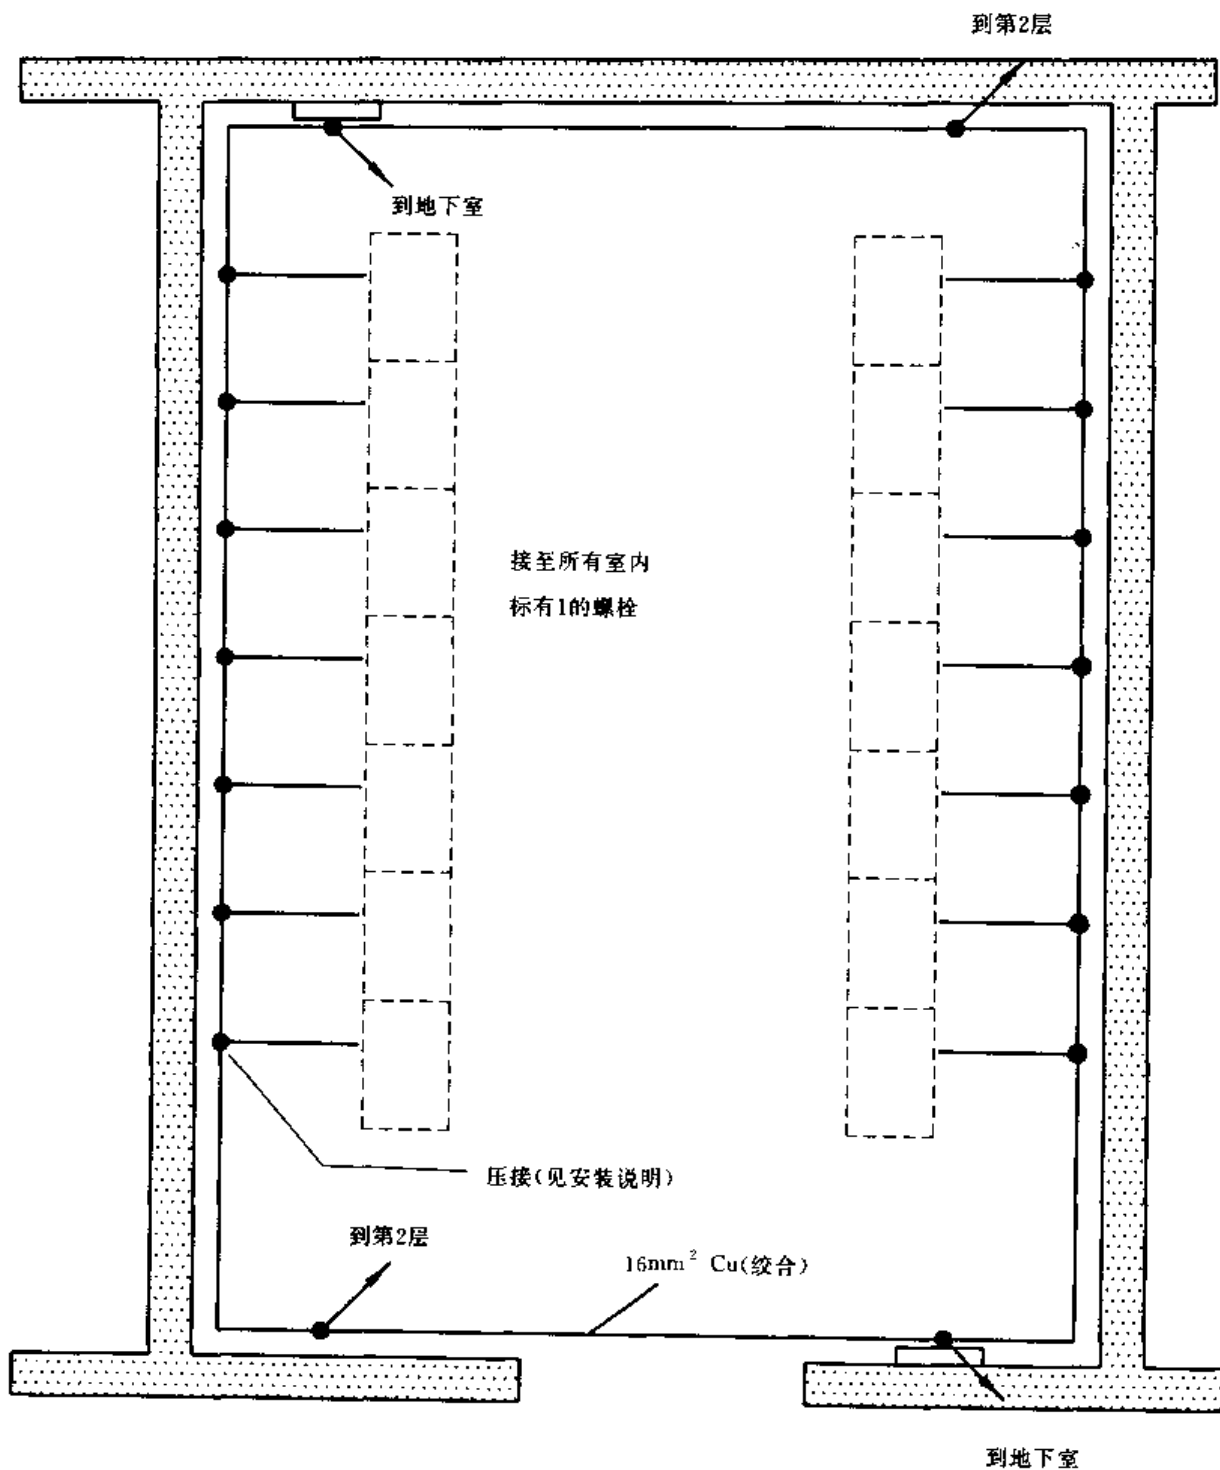 到第2层
到地下室
接至所有室内
标有1的螺栓
压接(见安装说明)
到第2层
16mm² Cu(绞合)
到地下室